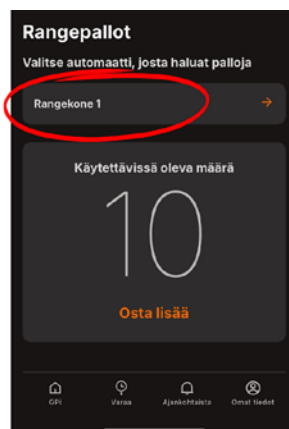 Rangepallot
Valitse automaatti, josta haluat palloja
Rangekone 1
Käytettävissä oleva määrä
10
Osta lisää
GPi
Varaa
Ajankohtaista
Omat tiedot